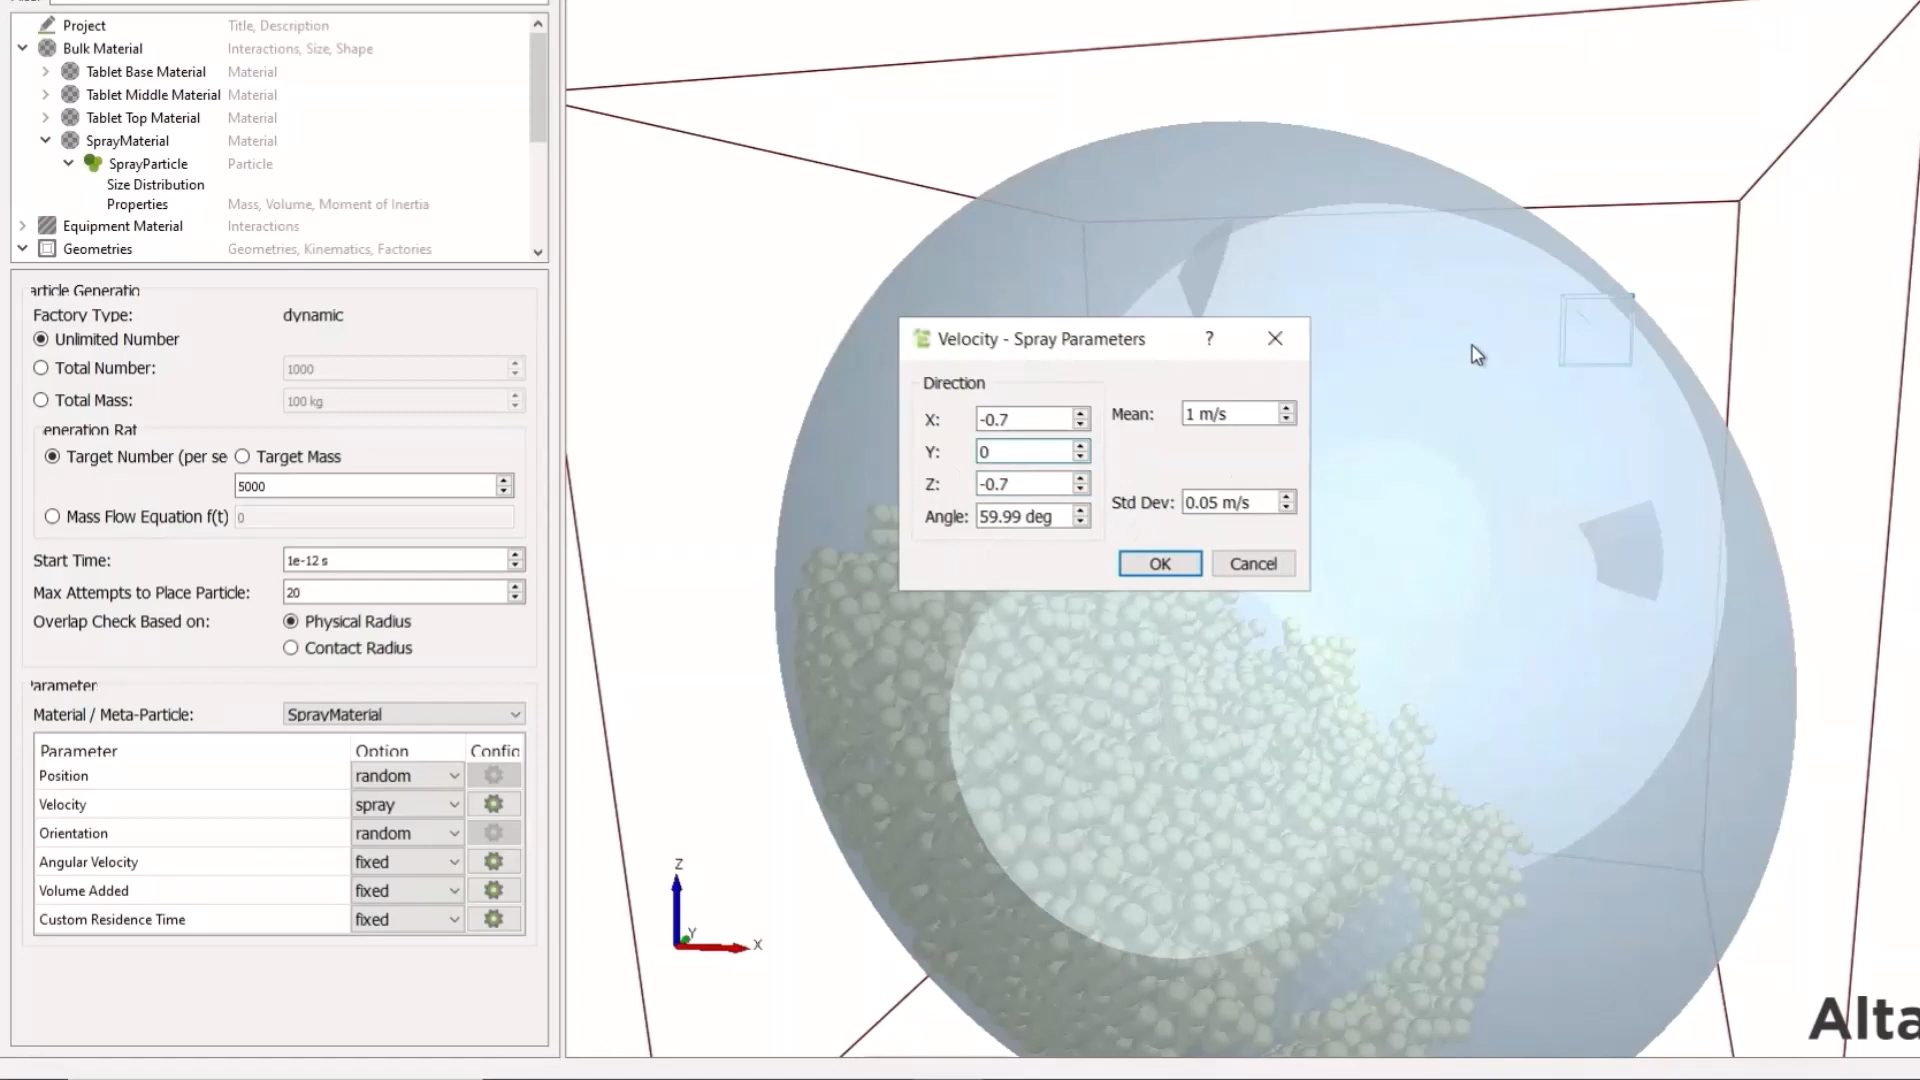 Project Title, Description
Bulk Material Interactions, Size, Shape
Tablet Base Material Material
Tablet Middle Material Material
Tablet Top Material Material
SprayMaterial Material
SprayParticle Particle
Size Distribution
Properties Mass, Volume, Moment of Inertia
Equipment Material Interactions
Geometries Geometries, Kinematics, Factories
article Generatio
Factory Type: dynamic
Unlimited Number
Total Number: 1000
Total Mass: 100 kg
eneration Rat
Target Number (per se Target Mass
5000
Mass Flow Equation f(t) 0
Start Time: 1e-12 s
Max Attempts to Place Particle: 20
Overlap Check Based on: Physical Radius
Contact Radius
Parameter
Material / Meta-Particle: SprayMaterial
Parameter Option Config
Position random
Velocity spray
Orientation random
Angular Velocity fixed
Volume Added fixed
Custom Residence Time fixed
Velocity - Spray Parameters ?
Direction
X: -0.7 Mean: 1 m/s
Y: 0
Z: -0.7
Angle: 59.99 deg Std Dev: 0.05 m/s
OK Cancel
Z
Y
X
Alta